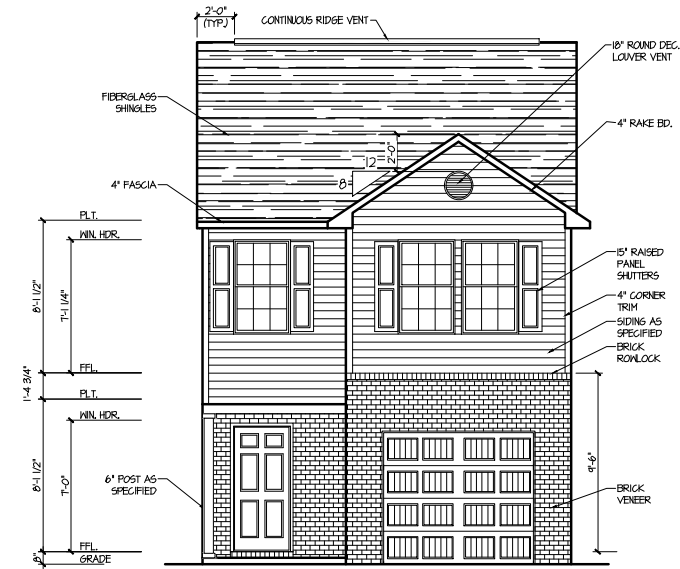 2'-0"
(TYP.)
CONTINUOUS RIDGE VENT
18" ROUND DEC.
LOUVER VENT
FIBERGLASS
SHINGLES
4" RAKE BD.
12
2'-0"
8
4" FASCIA
PLT.
WIN. HDR.
8'-1 1/2"
7'-1 1/4"
15" RAISED
PANEL
SHUTTERS
4" CORNER
TRIM
SIDING AS
SPECIFIED
BRICK
ROWLOCK
FFL.
1'-4 3/4"
PLT.
WIN. HDR.
8'-1 1/2"
7'-0"
6" POST AS
SPECIFIED
9'-6"
BRICK
VENEER
FFL.
8"
GRADE